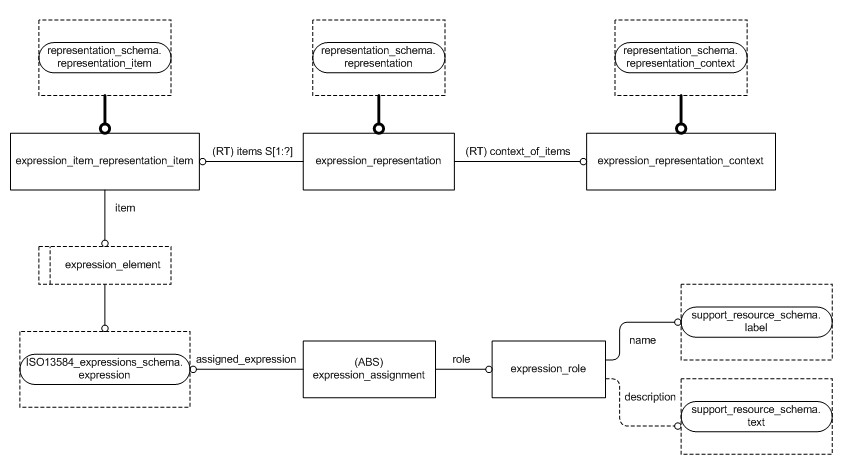 representation_schema.
representation_item
representation_schema.
representation
representation_schema.
representation_context
expression_item_representation_item
(RT) items S[1:?]
expression_representation
(RT) context_of_items
expression_representation_context
item
expression_element
ISO13584_expressions_schema.
expression
assigned_expression
(ABS)
expression_assignment
role
expression_role
name
support_resource_schema.
label
description
support_resource_schema.
text